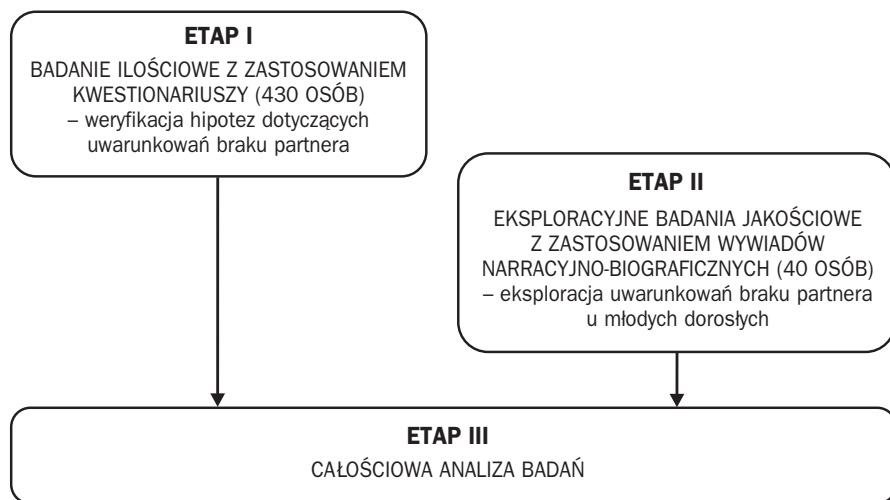 ETAP I
BADANIE ILOŚCIOWE Z ZASTOSOWANIEM
KWESTIONARIUSZY (430 OSÓB)
– weryfikacja hipotez dotyczących
uwarunkowań braku partnera
ETAP II
EKSPLORACYJNE BADANIA JAKOŚCIOWE
Z ZASTOSOWANIEM WYWIADÓW
NARRACYJNO-BIOGRAFICZNYCH (40 OSÓB)
– eksploracja uwarunkowań braku partnera
u młodych dorosłych
ETAP III
CAŁOŚCIOWA ANALIZA BADAŃ